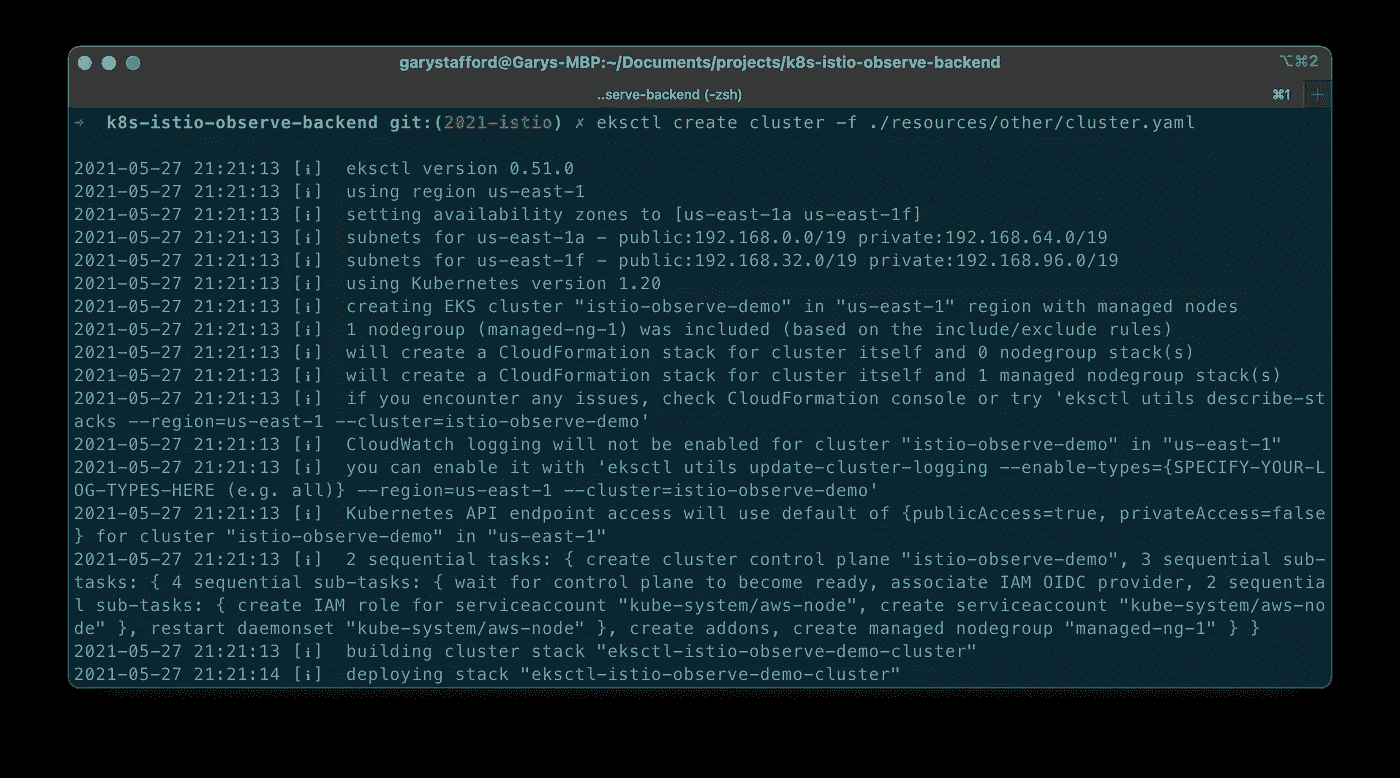 garystafford@Garys-MBP:~/Documents/projects/k8s-istio-observe-backend
⌥⌘2
..serve-backend (-zsh)
⌘1 +
→ k8s-istio-observe-backend git:(2021-istio) ✗ eksctl create cluster -f ./resources/other/cluster.yaml
2021-05-27 21:21:13 [ℹ]  eksctl version 0.51.0
2021-05-27 21:21:13 [ℹ]  using region us-east-1
2021-05-27 21:21:13 [ℹ]  setting availability zones to [us-east-1a us-east-1f]
2021-05-27 21:21:13 [ℹ]  subnets for us-east-1a - public:192.168.0.0/19 private:192.168.64.0/19
2021-05-27 21:21:13 [ℹ]  subnets for us-east-1f - public:192.168.32.0/19 private:192.168.96.0/19
2021-05-27 21:21:13 [ℹ]  using Kubernetes version 1.20
2021-05-27 21:21:13 [ℹ]  creating EKS cluster "istio-observe-demo" in "us-east-1" region with managed nodes
2021-05-27 21:21:13 [ℹ]  1 nodegroup (managed-ng-1) was included (based on the include/exclude rules)
2021-05-27 21:21:13 [ℹ]  will create a CloudFormation stack for cluster itself and 0 nodegroup stack(s)
2021-05-27 21:21:13 [ℹ]  will create a CloudFormation stack for cluster itself and 1 managed nodegroup stack(s)
2021-05-27 21:21:13 [ℹ]  if you encounter any issues, check CloudFormation console or try 'eksctl utils describe-st
acks --region=us-east-1 --cluster=istio-observe-demo'
2021-05-27 21:21:13 [ℹ]  CloudWatch logging will not be enabled for cluster "istio-observe-demo" in "us-east-1"
2021-05-27 21:21:13 [ℹ]  you can enable it with 'eksctl utils update-cluster-logging --enable-types={SPECIFY-YOUR-L
OG-TYPES-HERE (e.g. all)} --region=us-east-1 --cluster=istio-observe-demo'
2021-05-27 21:21:13 [ℹ]  Kubernetes API endpoint access will use default of {publicAccess=true, privateAccess=false
} for cluster "istio-observe-demo" in "us-east-1"
2021-05-27 21:21:13 [ℹ]  2 sequential tasks: { create cluster control plane "istio-observe-demo", 3 sequential sub-
tasks: { 4 sequential sub-tasks: { wait for control plane to become ready, associate IAM OIDC provider, 2 sequentia
l sub-tasks: { create IAM role for serviceaccount "kube-system/aws-node", create serviceaccount "kube-system/aws-no
de" }, restart daemonset "kube-system/aws-node" }, create addons, create managed nodegroup "managed-ng-1" } }
2021-05-27 21:21:13 [ℹ]  building cluster stack "eksctl-istio-observe-demo-cluster"
2021-05-27 21:21:14 [ℹ]  deploying stack "eksctl-istio-observe-demo-cluster"